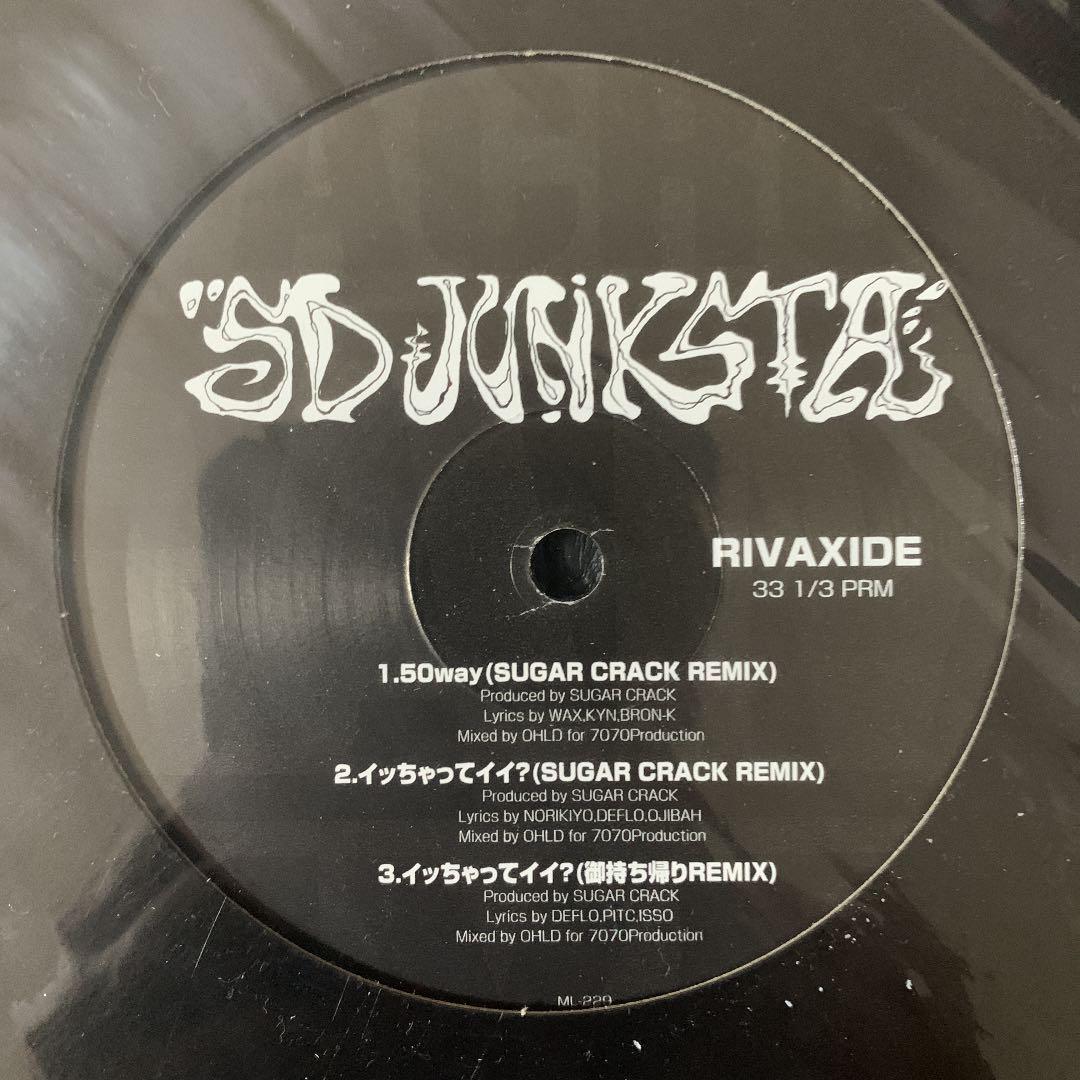 SD JUNKSTA
RIVAXIDE
33 1/3 PRM
1.50way(SUGAR CRACK REMIX)
Produced by SUGAR CRACK
Lyrics by WAX,KYN,BRON-K
Mixed by OHLD for 7070Production
2.イッちゃってイイ?(SUGAR CRACK REMIX)
Produced by SUGAR CRACK
Lyrics by NORIKIYO,DEFLO,OJIBAH
Mixed by OHLD for 7070Production
3.イッちゃってイイ?(御持ち帰りREMIX)
Produced by SUGAR CRACK
Lyrics by DEFLO,PITC,ISSO
Mixed by OHLD for 7070Production
ML-229